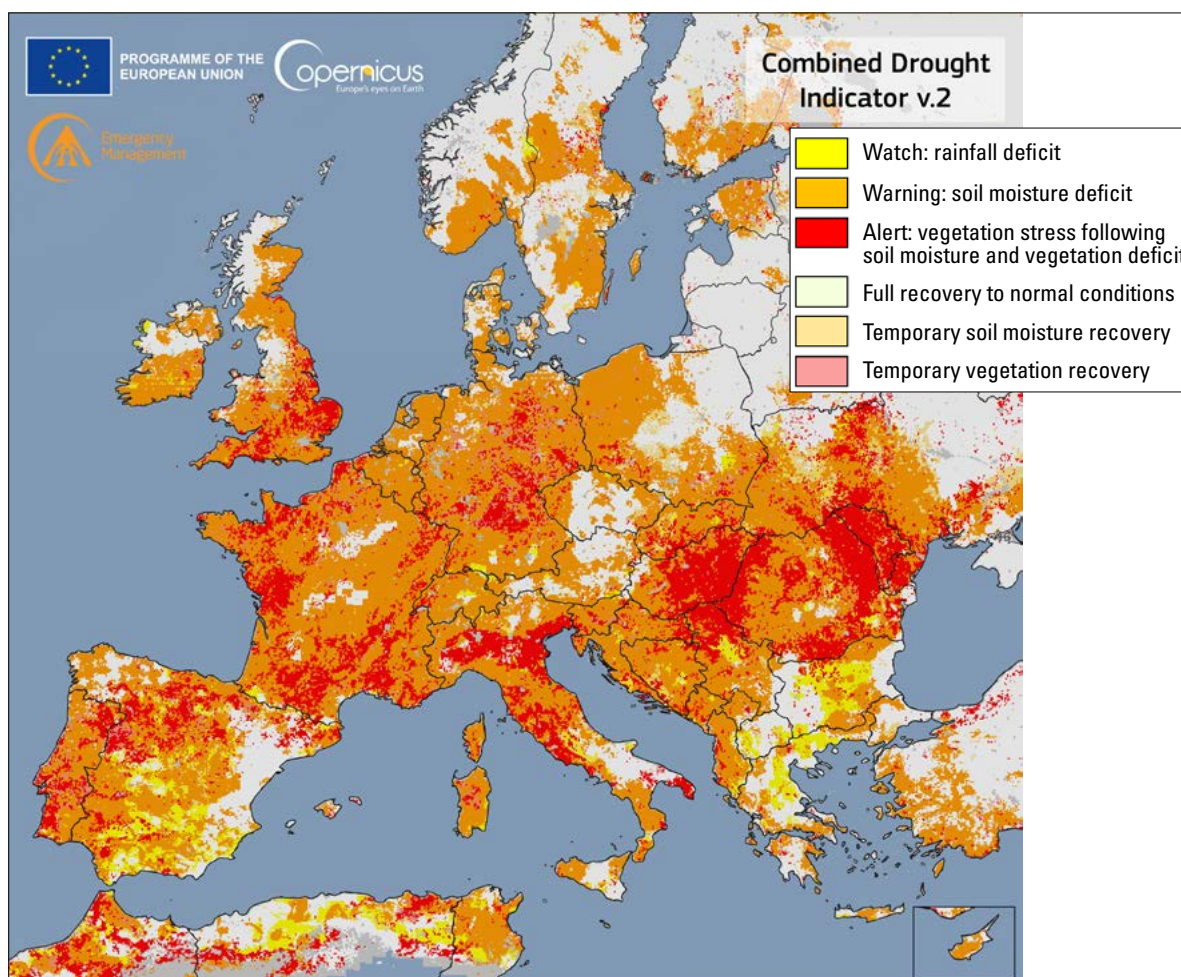 PROGRAMME OF THE
EUROPEAN UNION
opernicus
Europe's eyes on Earth
Emergency
Management
Combined Drought
Indicator v.2
Watch: rainfall deficit
Warning: soil moisture deficit
Alert: vegetation stress following
soil moisture and vegetation deficit
Full recovery to normal conditions
Temporary soil moisture recovery
Temporary vegetation recovery